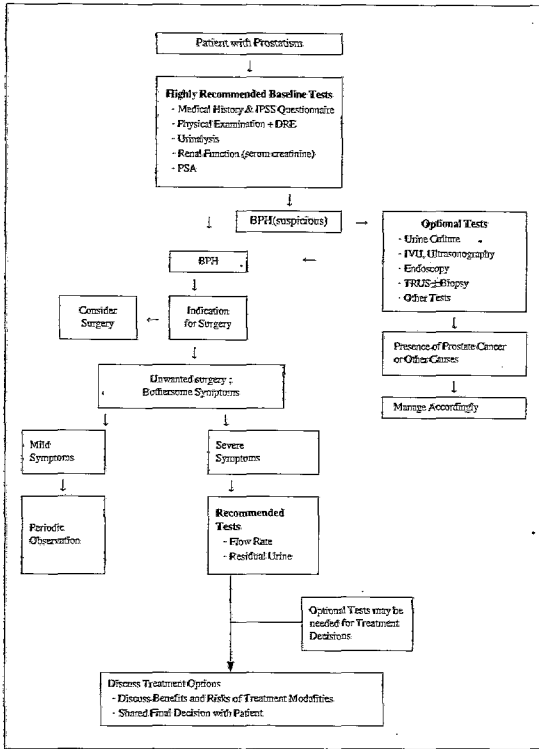 Patient with Prostatism
Highly Recommended Baseline Tests
- Medical History & IPSS Questionnaire
- Physical Examination + DRE
- Urinalysis
- Renal Function (serum creatinine)
- PSA
BPH(suspicious)
Optional Tests
- Urine Culture
- IVU, Ultrasonography
- Endoscopy
- TRUS±Biopsy
- Other Tests
BPH
Consider
Surgery
Indication
for Surgery
Presence of Prostate Cancer
or Other Causes
Unwanted surgery ;
Bothersome Symptoms
Manage Accordingly
Mild
Symptoms
Severe
Symptoms
Periodic
Observation
Recommended
Tests
- Flow Rate
- Residual Urine
Optional Tests may be
needed for Treatment
Decisions
Discuss Treatment Options
- Discuss Benefits and Risks of Treatment Modalities
- Shared Final Decision with Patient